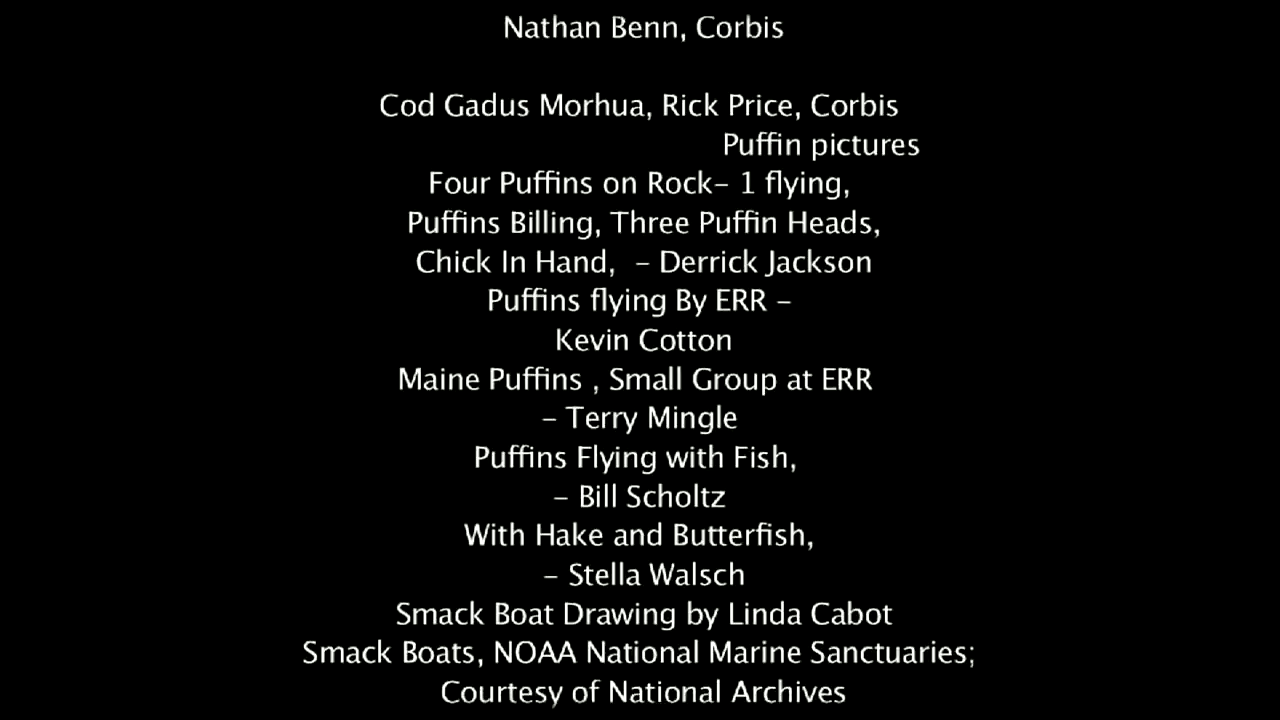 Nathan Benn, Corbis
Cod Gadus Morhua, Rick Price, Corbis
Puffin pictures
Four Puffins on Rock– 1 flying,
Puffins Billing, Three Puffin Heads,
Chick In Hand,  – Derrick Jackson
Puffins flying By ERR –
Kevin Cotton
Maine Puffins , Small Group at ERR
– Terry Mingle
Puffins Flying with Fish,
– Bill Scholtz
With Hake and Butterfish,
– Stella Walsch
Smack Boat Drawing by Linda Cabot
Smack Boats, NOAA National Marine Sanctuaries;
Courtesy of National Archives